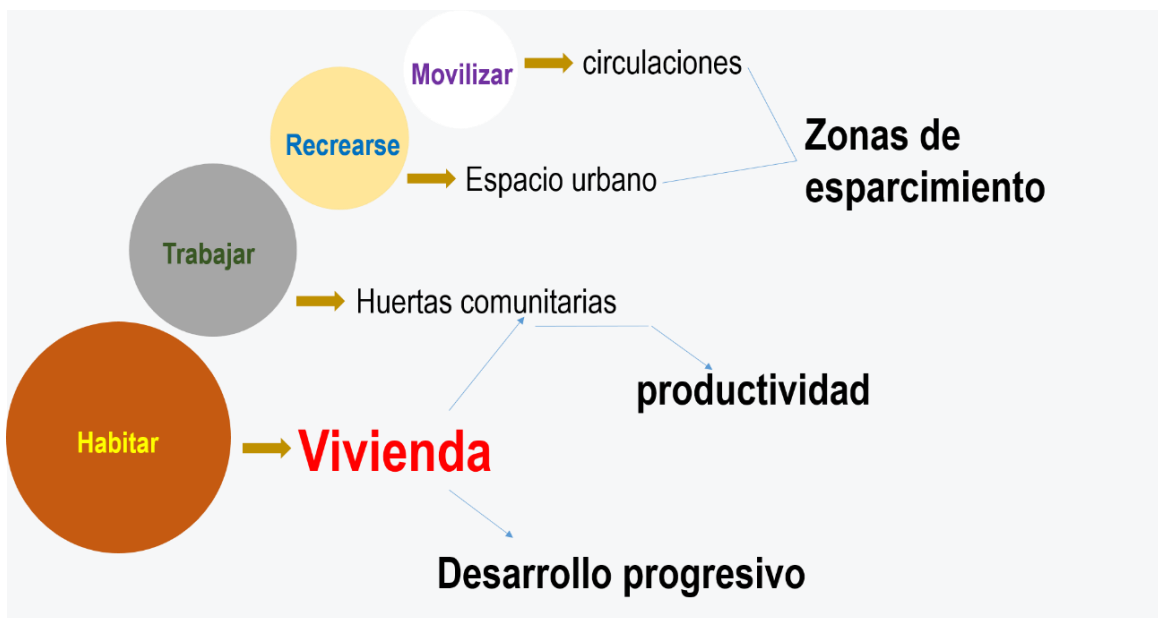 Movilizar
circulaciones
Recrearse
Espacio urbano
Zonas de
esparcimiento
Trabajar
Huertas comunitarias
productividad
Habitar
Vivienda
Desarrollo progresivo